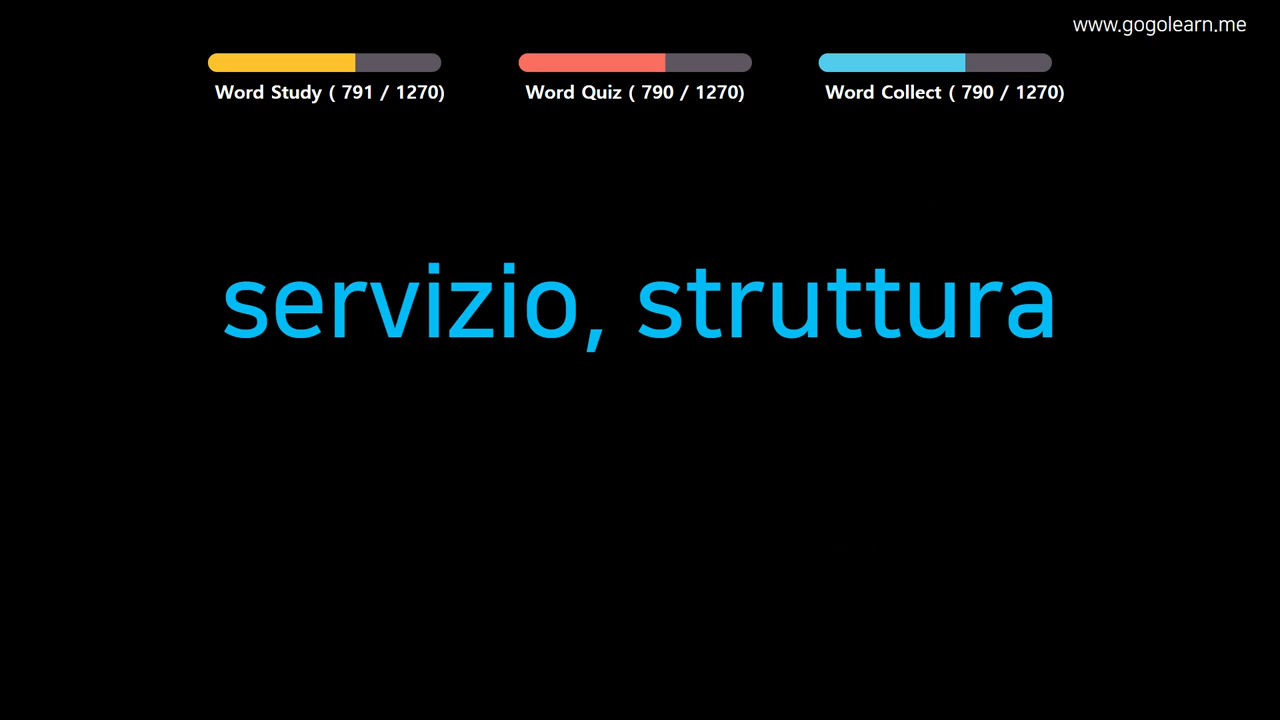 www.gogolearn.me
Word Study ( 791 / 1270)
Word Quiz ( 790 / 1270)
Word Collect ( 790 / 1270)
servizio, struttura